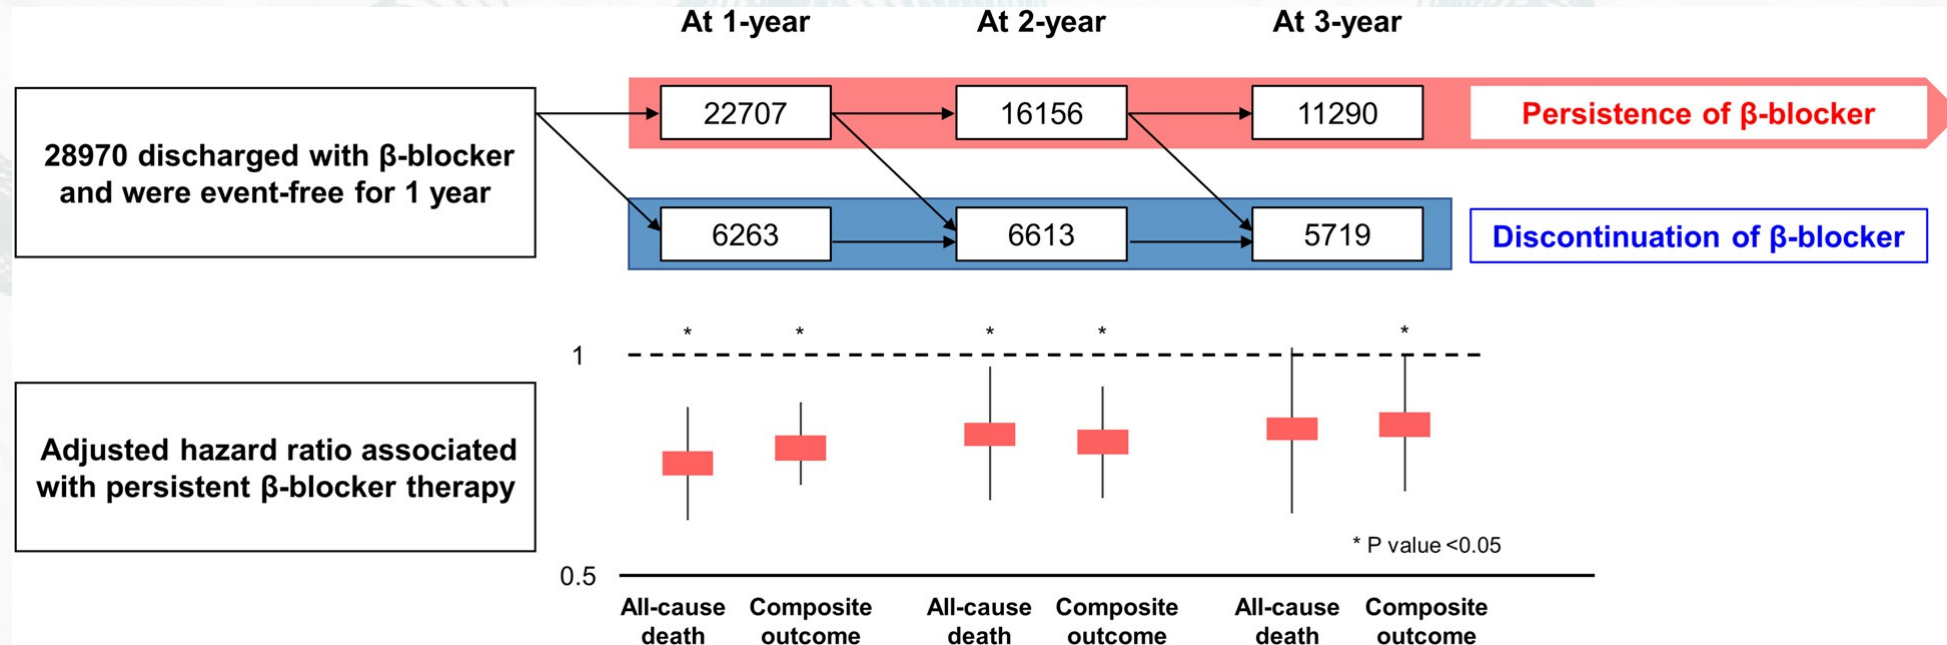 At 1-year At 2-year At 3-year
28970 discharged with β-blocker
and were event-free for 1 year
22707 16156 11290 Persistence of β-blocker
6263 6613 5719 Discontinuation of β-blocker
* * * * *
1
Adjusted hazard ratio associated
with persistent β-blocker therapy
* P value <0.05
0.5
All-cause Composite All-cause Composite All-cause Composite
death outcome death outcome death outcome